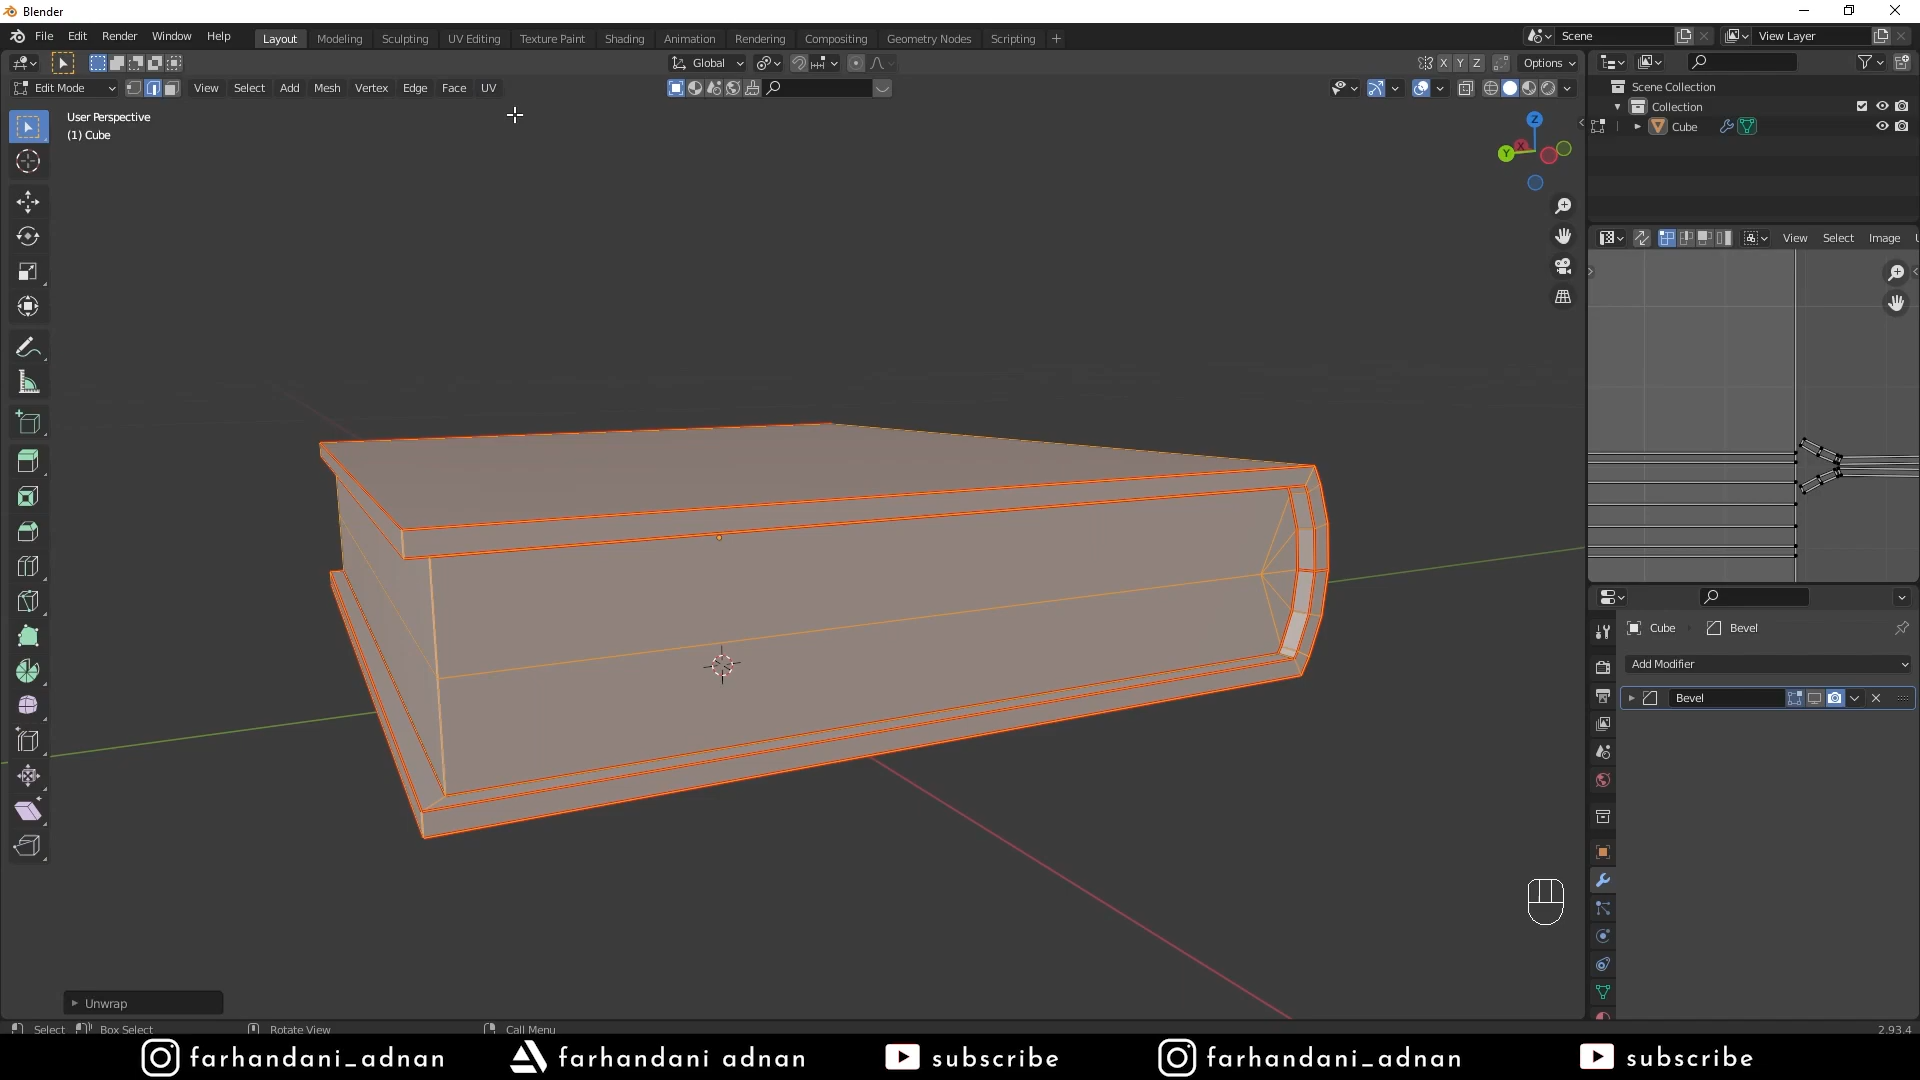 Blender
File Edit Render Window Help Layout Modeling Sculpting UV Editing Texture Paint Shading Animation Rendering Compositing Geometry Nodes Scripting + Scene View Layer
Global X Y Z Options
Edit Mode View Select Add Mesh Vertex Edge Face UV
Scene Collection
Collection
Cube
User Perspective
(1) Cube
Z
X
Y
View Select Image
Cube Bevel
Add Modifier
Bevel
Unwrap
Select Box Select Rotate View Call Menu 2.93.4
farhandani_adnan farhandani adnan subscribe farhandani_adnan subscribe